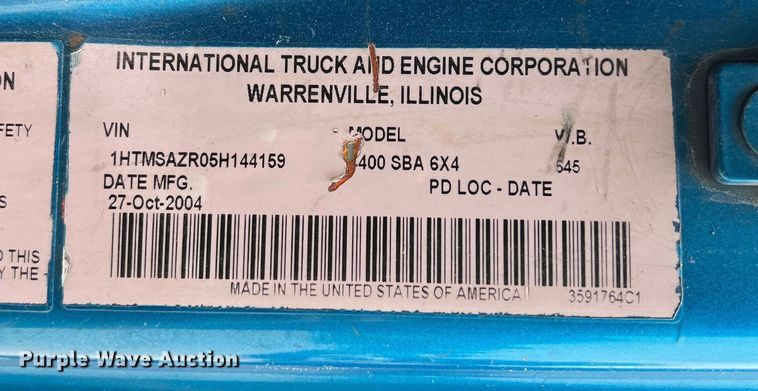 ON
INTERNATIONAL TRUCK AND ENGINE CORPORATION
WARRENVILLE, ILLINOIS
FETY
VIN MODEL W.B.
1HTMSAZR05H144159 400 SBA 6X4 645
DATE MFG. PD LOC - DATE
S 27-Oct-2004
D THIS
Y THE -
MADE IN THE UNITED STATES OF AMERICA 3591764C1
Purple Wave Auction